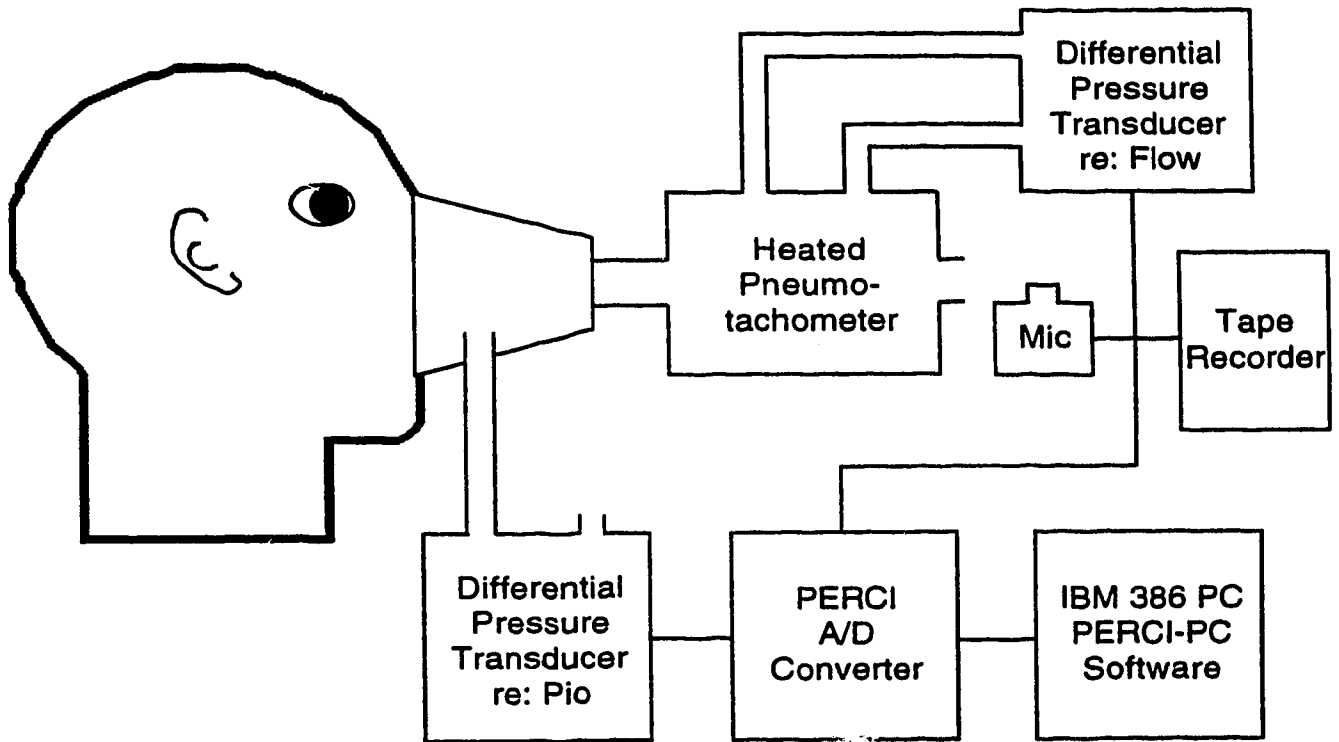 Differential
Pressure
Transducer
re: Flow
Heated
Pneumo-
tachometer
Mic
Tape
Recorder
Differential
Pressure
Transducer
re: Pio
PERCI
A/D
Converter
IBM 386 PC
PERCI-PC
Software